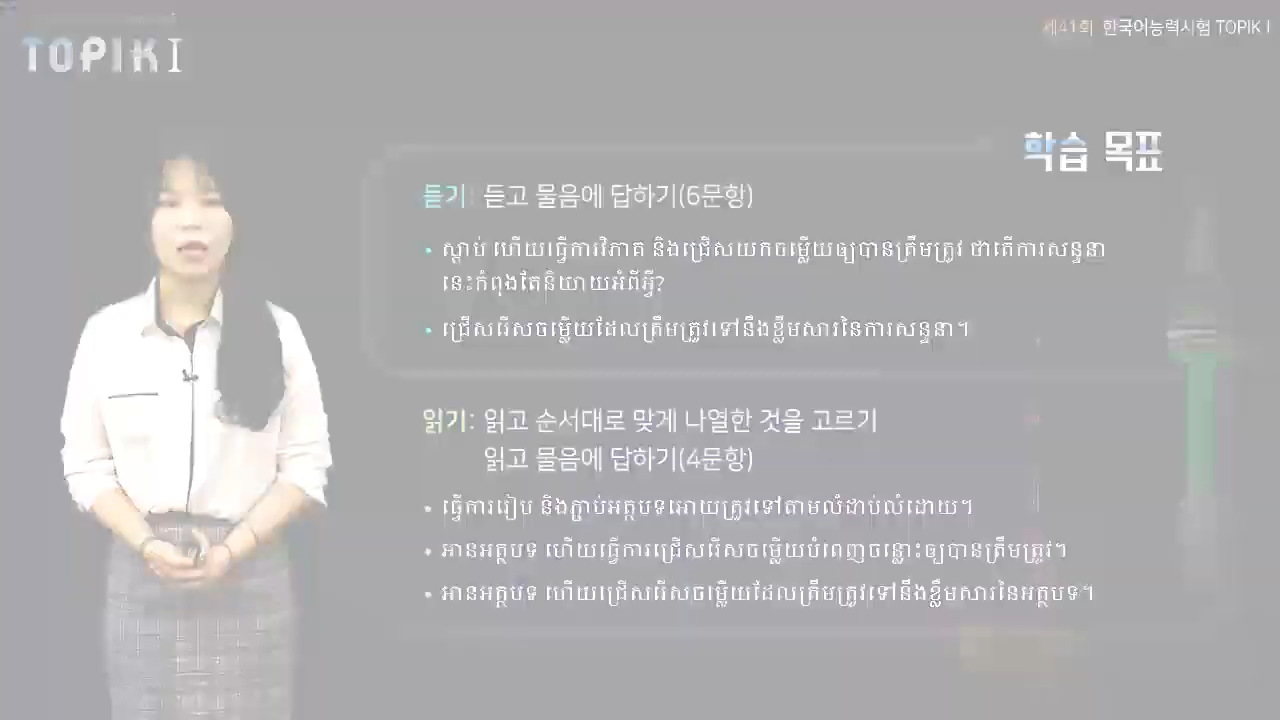 TOPIK I
제41회 한국어능력시험 TOPIK I
학습 목표
듣기: 듣고 물음에 답하기(6문항)
• ស្តាប់ ហើយធ្វើការវិភាគ និងជ្រើសយកចម្លើយឲ្យបានត្រឹមត្រូវ ថាតើការសន្ទនា
នេះកំពុងតែនិយាយអំពីអ្វី?
• ជ្រើសរើសចម្លើយដែលត្រឹមត្រូវទៅនឹងខ្លឹមសារនៃការសន្ទនា។
읽기: 읽고 순서대로 맞게 나열한 것을 고르기
읽고 물음에 답하기(4문항)
• ធ្វើការរៀប និងភ្ជាប់អត្ថបទអោយត្រូវទៅតាមលំដាប់លំដោយ។
• អានអត្ថបទ ហើយធ្វើការជ្រើសរើសចម្លើយបំពេញចន្លោះឲ្យបានត្រឹមត្រូវ។
• អានអត្ថបទ ហើយជ្រើសរើសចម្លើយដែលត្រឹមត្រូវទៅនឹងខ្លឹមសារនៃអត្ថបទ។